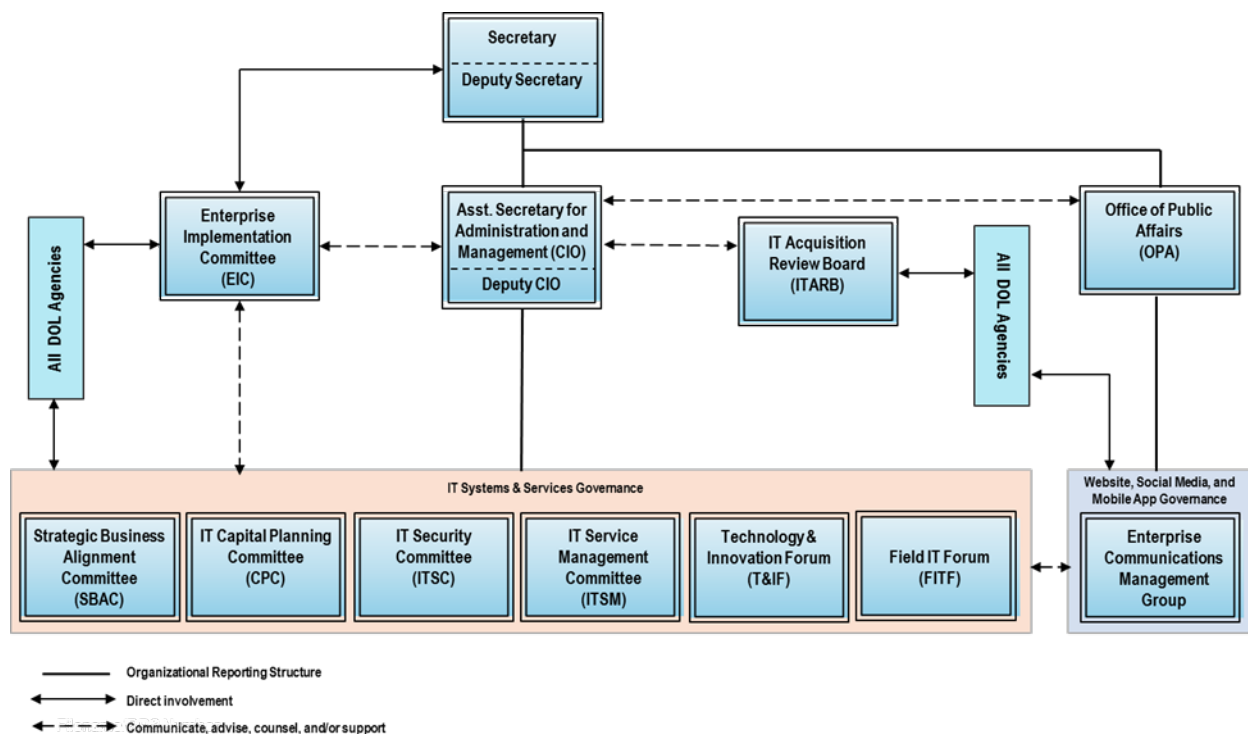 Secretary
Deputy Secretary
Enterprise
Implementation
Committee
(EIC)
Asst. Secretary for
Administration and
Management (CIO)
Deputy CIO
IT Acquisition
Review Board
(ITARB)
Office of Public
Affairs
(OPA)
All DOL Agencies
All DOL Agencies
IT Systems & Services Governance
Strategic Business
Alignment
Committee
(SBAC)
IT Capital Planning
Committee
(CPC)
IT Security
Committee
(ITSC)
IT Service
Management
Committee
(ITSM)
Technology &
Innovation Forum
(T&IF)
Field IT Forum
(FITF)
Website, Social Media, and
Mobile App Governance
Enterprise
Communications
Management
Group
Organizational Reporting Structure
Direct involvement
Communicate, advise, counsel, and/or support